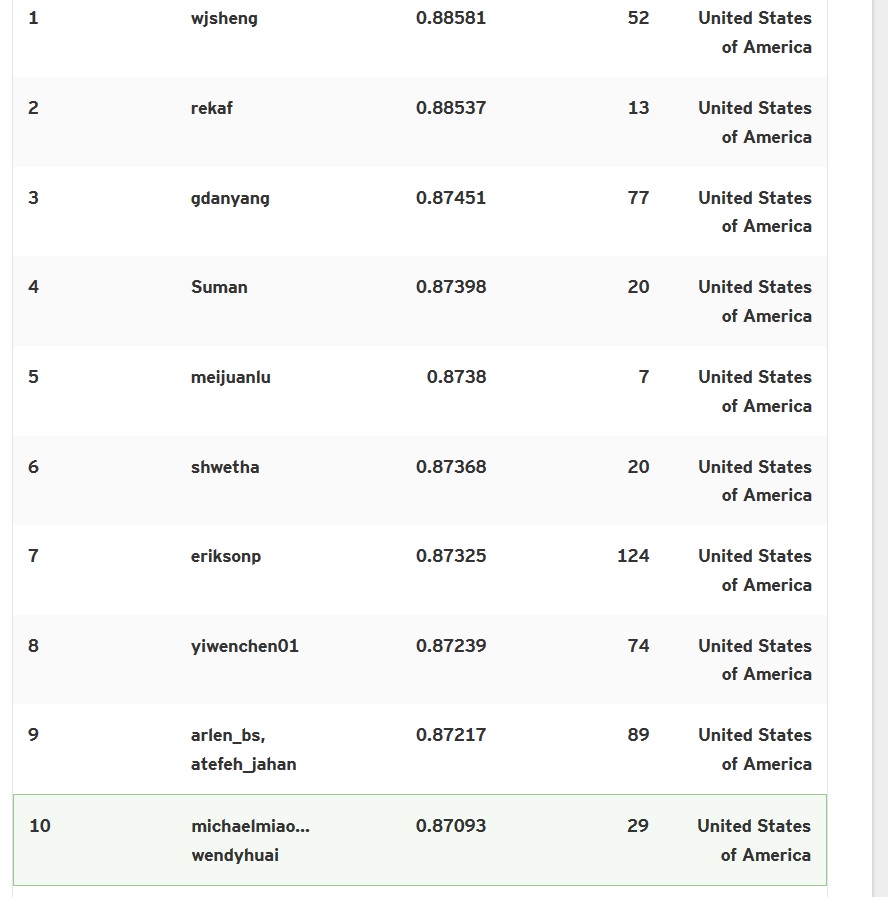 1 wjsheng 0.88581 52 United States
of America
2 rekaf 0.88537 13 United States
of America
3 gdanyang 0.87451 77 United States
of America
4 Suman 0.87398 20 United States
of America
5 meijuanlu 0.8738 7 United States
of America
6 shwetha 0.87368 20 United States
of America
7 eriksonp 0.87325 124 United States
of America
8 yiwenchen01 0.87239 74 United States
of America
9 arlen_bs, 0.87217 89 United States
atefeh_jahan of America
10 michaelmiao... 0.87093 29 United States
wendyhuai of America